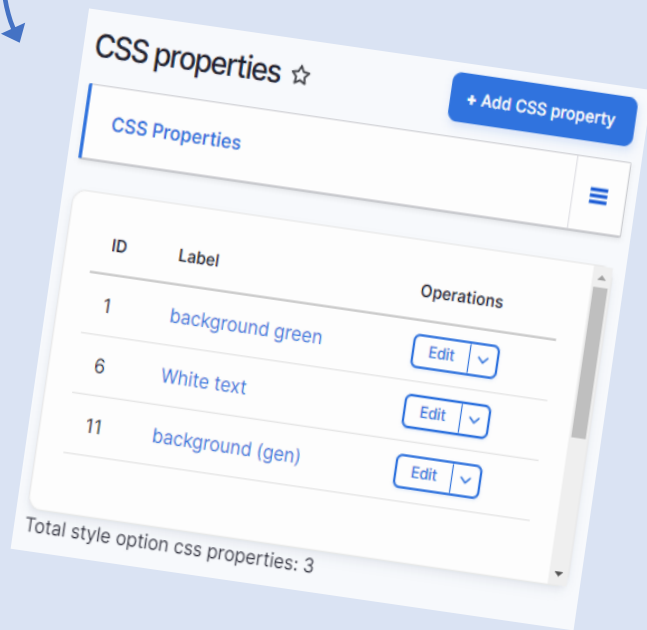 CSS properties
+ Add CSS property
CSS Properties
ID Label Operations
1 background green Edit
6 White text Edit
11 background (gen) Edit
Total style option css properties: 3